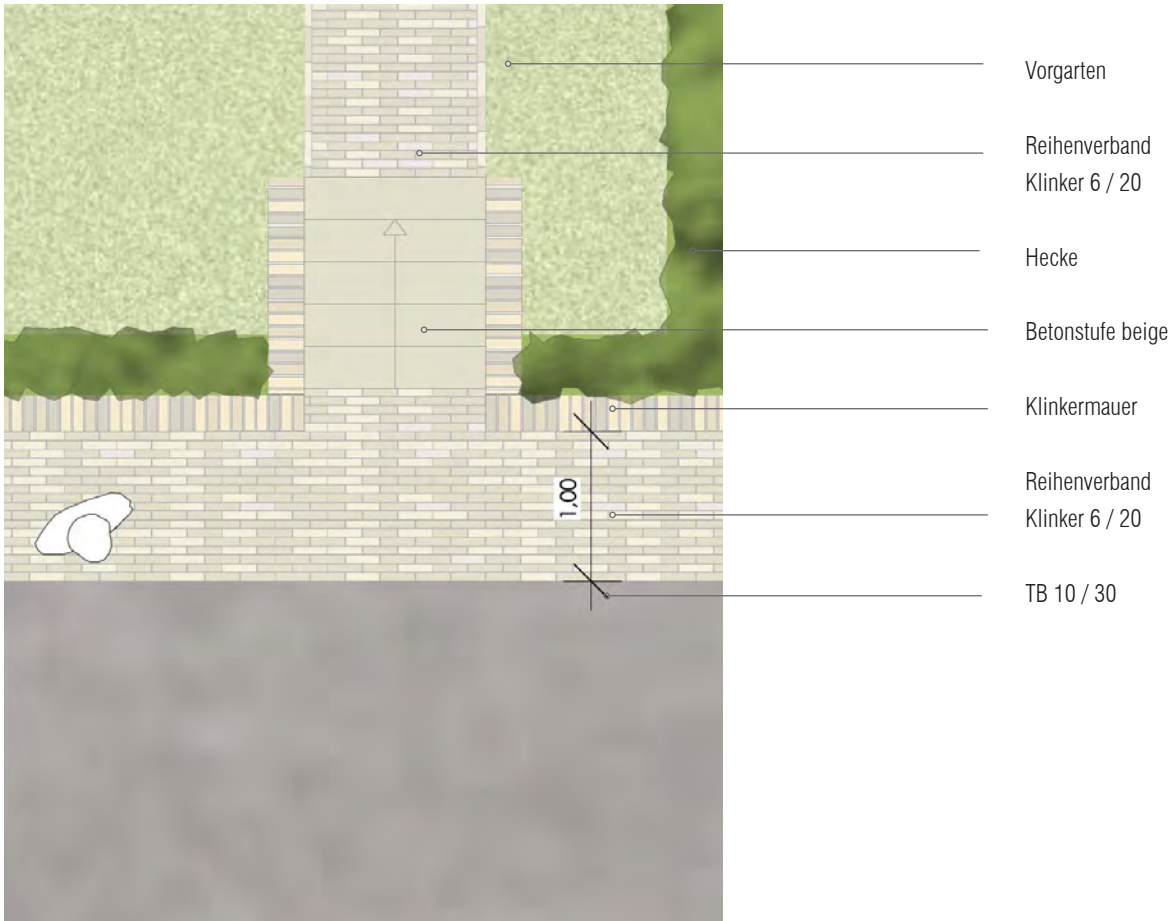 Vorgarten
Reihenverband
Klinker 6 / 20
Hecke
Betonstufe beige
Klinkermauer
1,00
Reihenverband
Klinker 6 / 20
TB 10 / 30